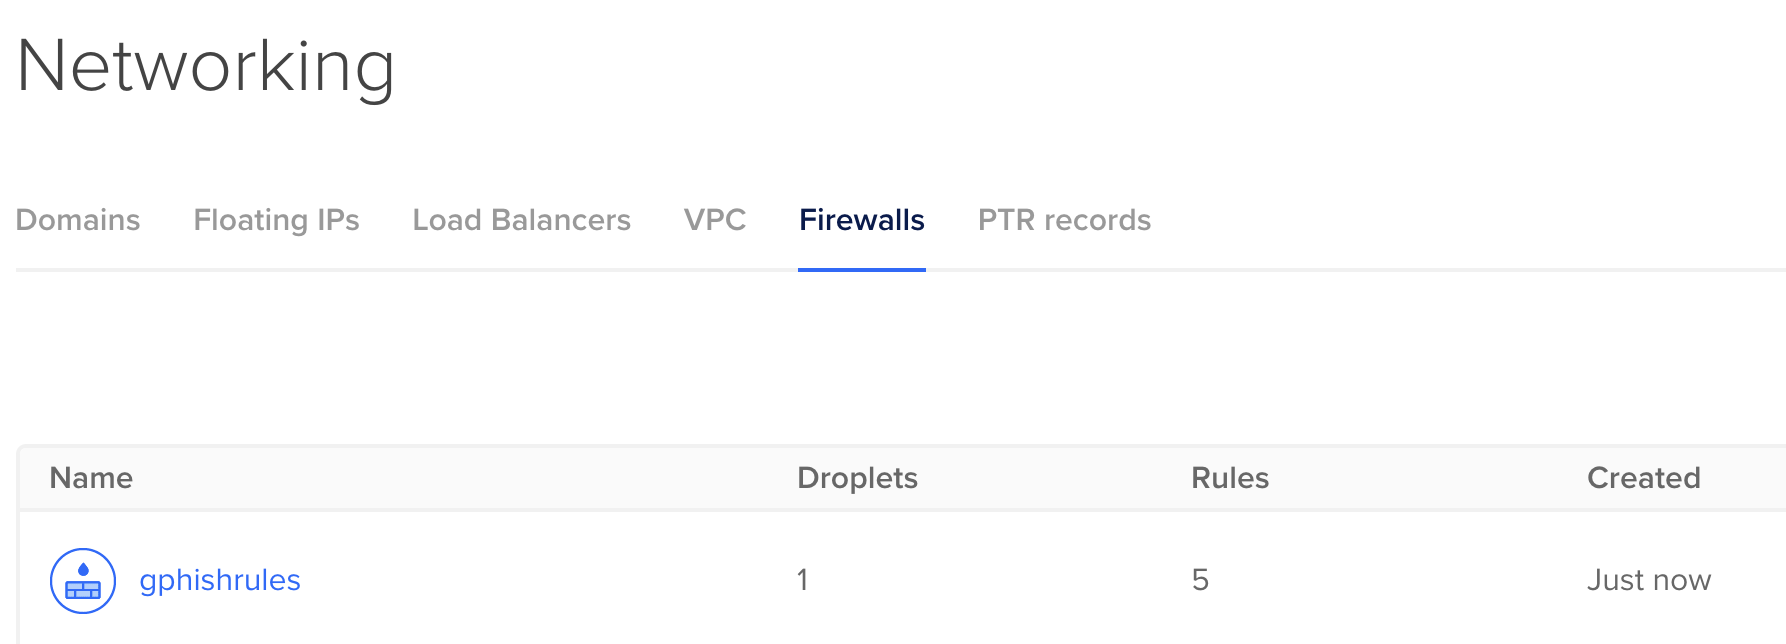 Networking
Domains Floating IPs Load Balancers VPC Firewalls PTR records
Name Droplets Rules Created
gphishrules 1 5 Just now